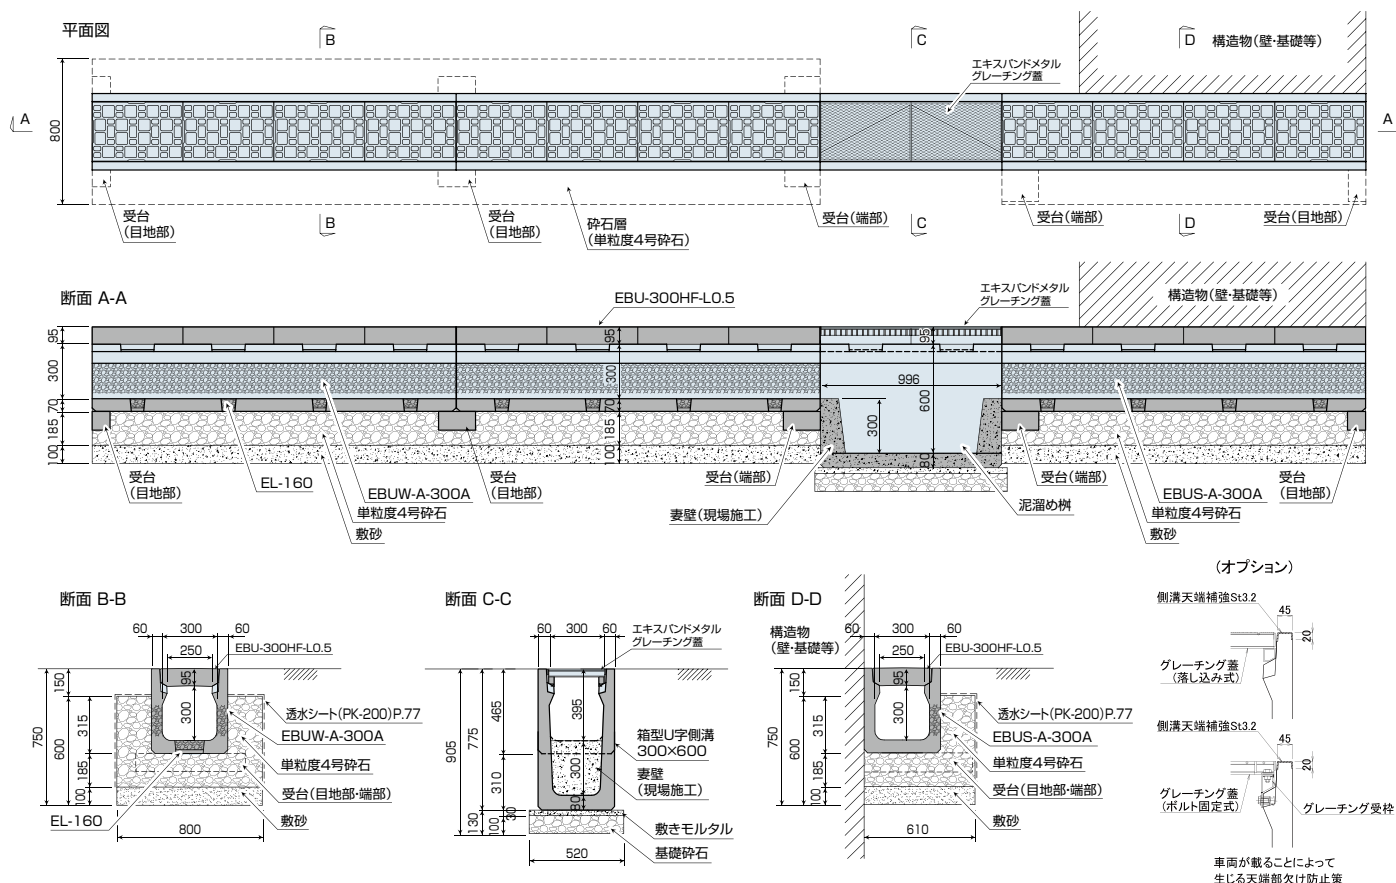 平面図
B
C
D
構造物(壁・基礎等)
エキスパンドメタル
グレーチング蓋
A
A
800
受台
(目地部)
B
受台
(目地部)
砕石層
(単粒度4号砕石)
受台(端部)
C
受台(端部)
D
受台(目地部)
断面 A-A
EBU-300HF-L0.5
エキスパンドメタル
グレーチング蓋
構造物(壁・基礎等)
95
300
70
185
100
95
300
70
185
100
95
996
600
300
80
受台
(目地部)
EL-160
EBUW-A-300A
単粒度4号砕石
敷砂
受台
(目地部)
受台(端部)
妻壁(現場施工)
泥溜め桝
受台(端部)
EBUS-A-300A
単粒度4号砕石
敷砂
受台
(目地部)
断面 B-B
60
300
60
250
EBU-300HF-L0.5
95
300
150
315
185
100
600
750
透水シート(PK-200)P.77
EBUW-A-300A
単粒度4号砕石
受台(目地部・端部)
EL-160
敷砂
800
断面 C-C
60
300
60
エキスパンドメタル
グレーチング蓋
395
465
300
310
80
30
100
130
775
905
箱型U字側溝
300×600
妻壁
(現場施工)
敷きモルタル
基礎砕石
520
断面 D-D
構造物
(壁・基礎等)
60
300
60
250
EBU-300HF-L0.5
95
300
150
315
185
100
600
750
透水シート(PK-200)P.77
EBUS-A-300A
単粒度4号砕石
受台(目地部・端部)
敷砂
610
(オプション)
側溝天端補強St3.2
45
20
グレーチング蓋
(落し込み式)
側溝天端補強St3.2
45
20
グレーチング蓋
(ボルト固定式)
グレーチング受枠
車両が載ることによって
生じる天端部欠け防止策